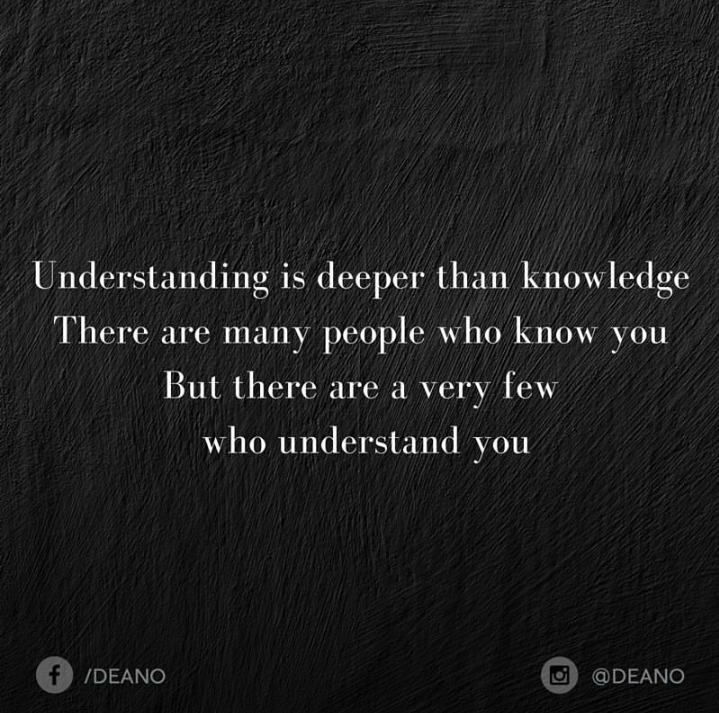 Understanding is deeper than knowledge
There are many people who know you
But there are a very few
who understand you
/DEANO
@DEANO